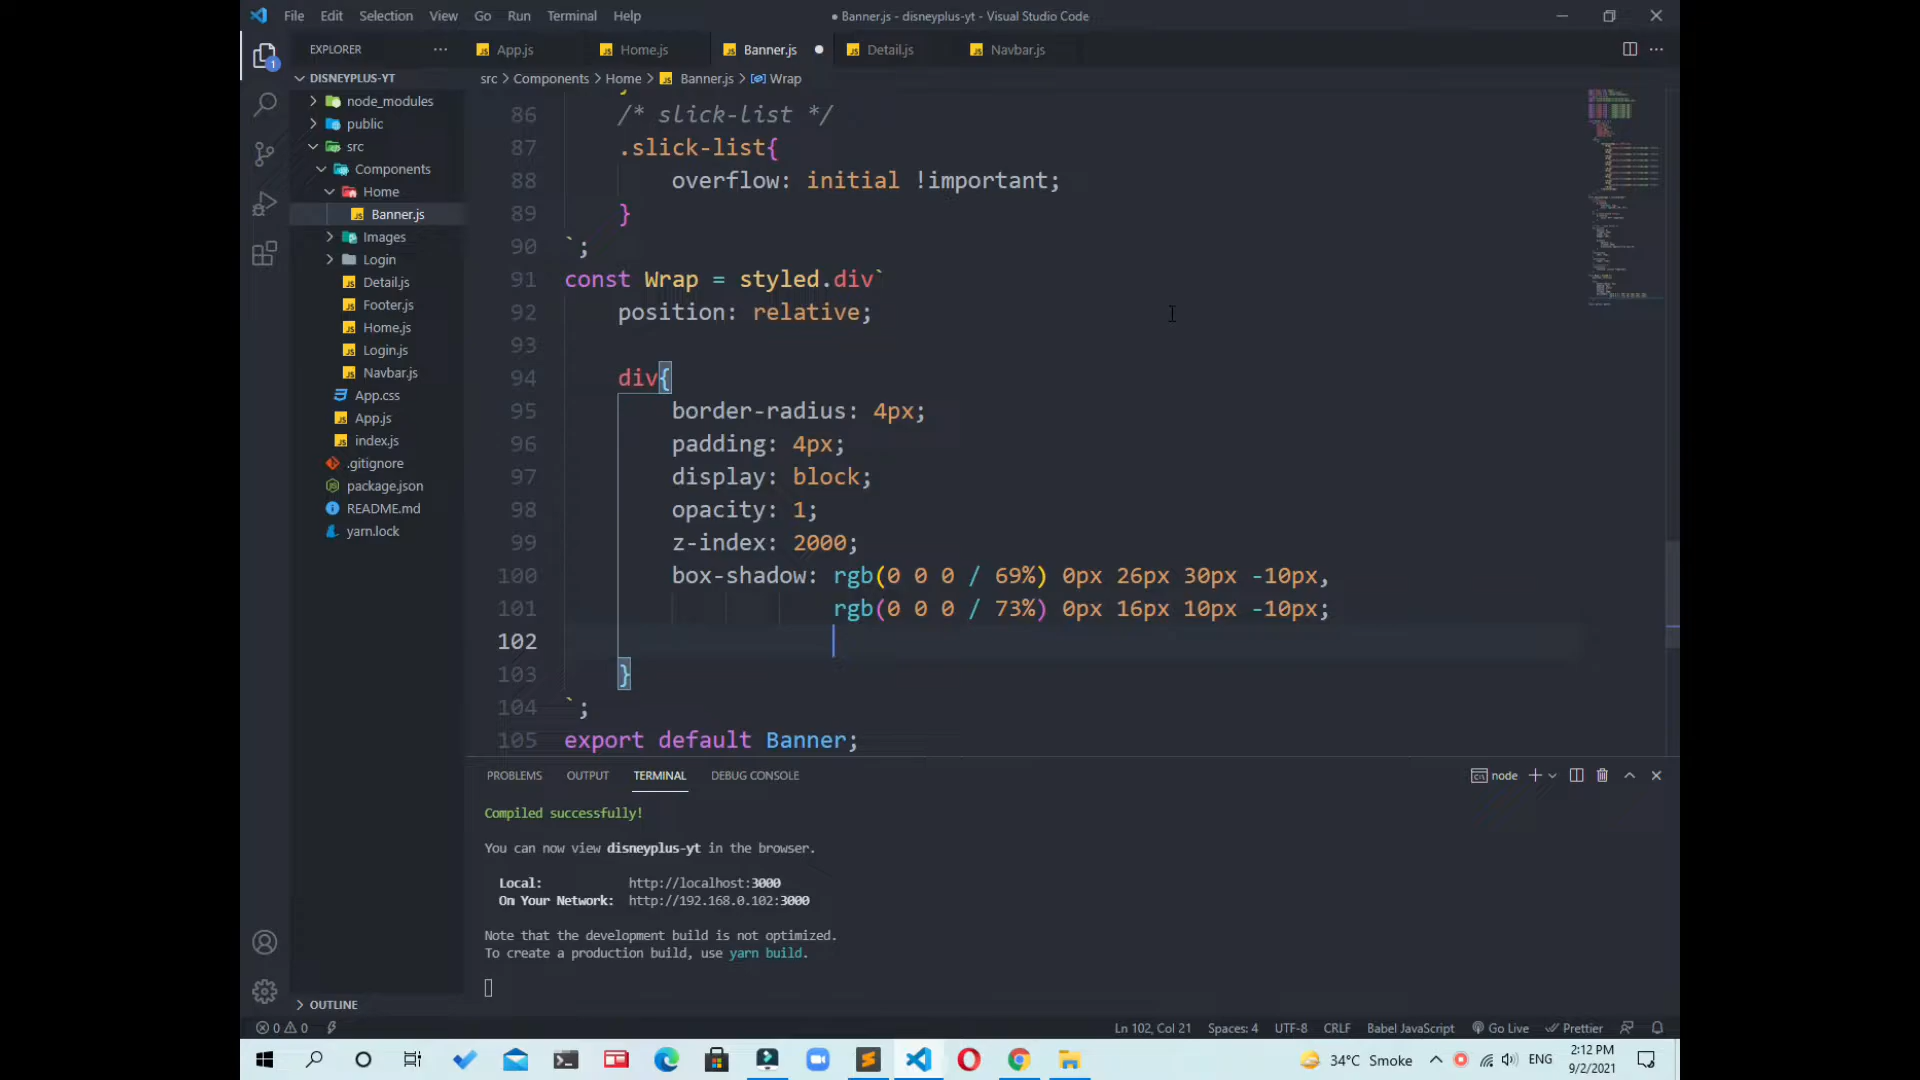 File Edit Selection View Go Run Terminal Help
● Banner.js - disneyplus-yt - Visual Studio Code
EXPLORER
App.js
Home.js
Banner.js
Detail.js
Navbar.js
DISNEYPLUS-YT
src > Components > Home > Banner.js > Wrap
node_modules
public
src
Components
Home
Banner.js
Images
Login
Detail.js
Footer.js
Home.js
Login.js
Navbar.js
App.css
App.js
index.js
.gitignore
package.json
README.md
yarn.lock
OUTLINE
86 /* slick-list */
87 .slick-list{
88 overflow: initial !important;
89 }
90 `;
91 const Wrap = styled.div`
92 position: relative;
93
94 div{
95 border-radius: 4px;
96 padding: 4px;
97 display: block;
98 opacity: 1;
99 z-index: 2000;
100 box-shadow: rgb(0 0 0 / 69%) 0px 26px 30px -10px,
101 rgb(0 0 0 / 73%) 0px 16px 10px -10px;
102
103 }
104 `;
105 export default Banner;
PROBLEMS OUTPUT TERMINAL DEBUG CONSOLE
node
Compiled successfully!
You can now view disneyplus-yt in the browser.
Local: http://localhost:3000
On Your Network: http://192.168.0.102:3000
Note that the development build is not optimized.
To create a production build, use yarn build.
0 0
Ln 102, Col 21 Spaces: 4 UTF-8 CRLF Babel JavaScript Go Live Prettier
34°C Smoke
ENG
2:12 PM
9/2/2021